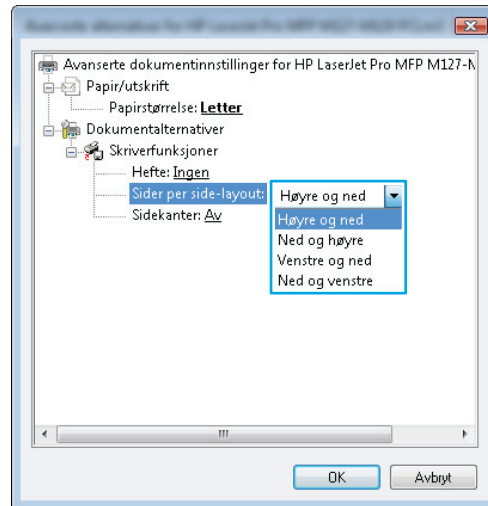 Avanserte dokumentinnstillinger for HP LaserJet Pro MFP M127-M
Papir/utskrift
Papirstørrelse: Letter
Dokumentalternativer
Skriverfunksjoner
Hefte: Ingen
Sider per side-layout: Høyre og ned
Høyre og ned
Ned og høyre
Venstre og ned
Ned og venstre
Sidekanter: Av
OK Avbryt